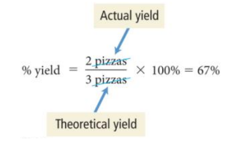 Actual yield
% yield = 2 pizzas / 3 pizzas × 100% = 67%
Theoretical yield